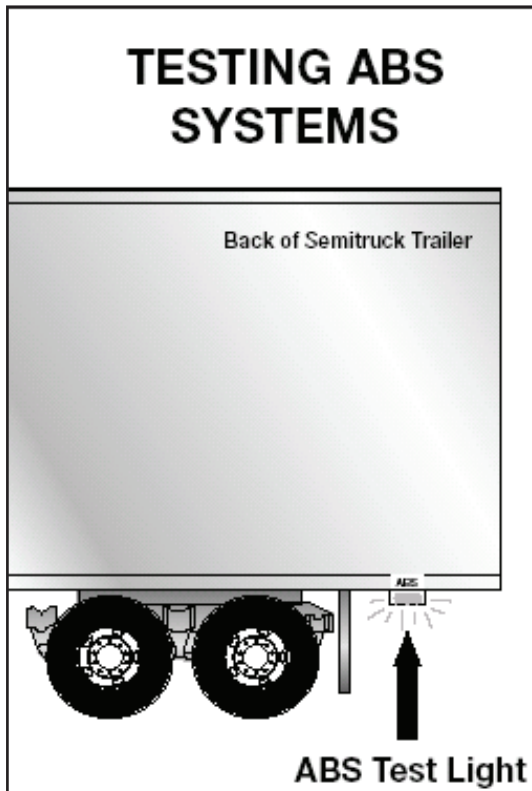 TESTING ABS
SYSTEMS
Back of Semitruck Trailer
ABS
ABS Test Light